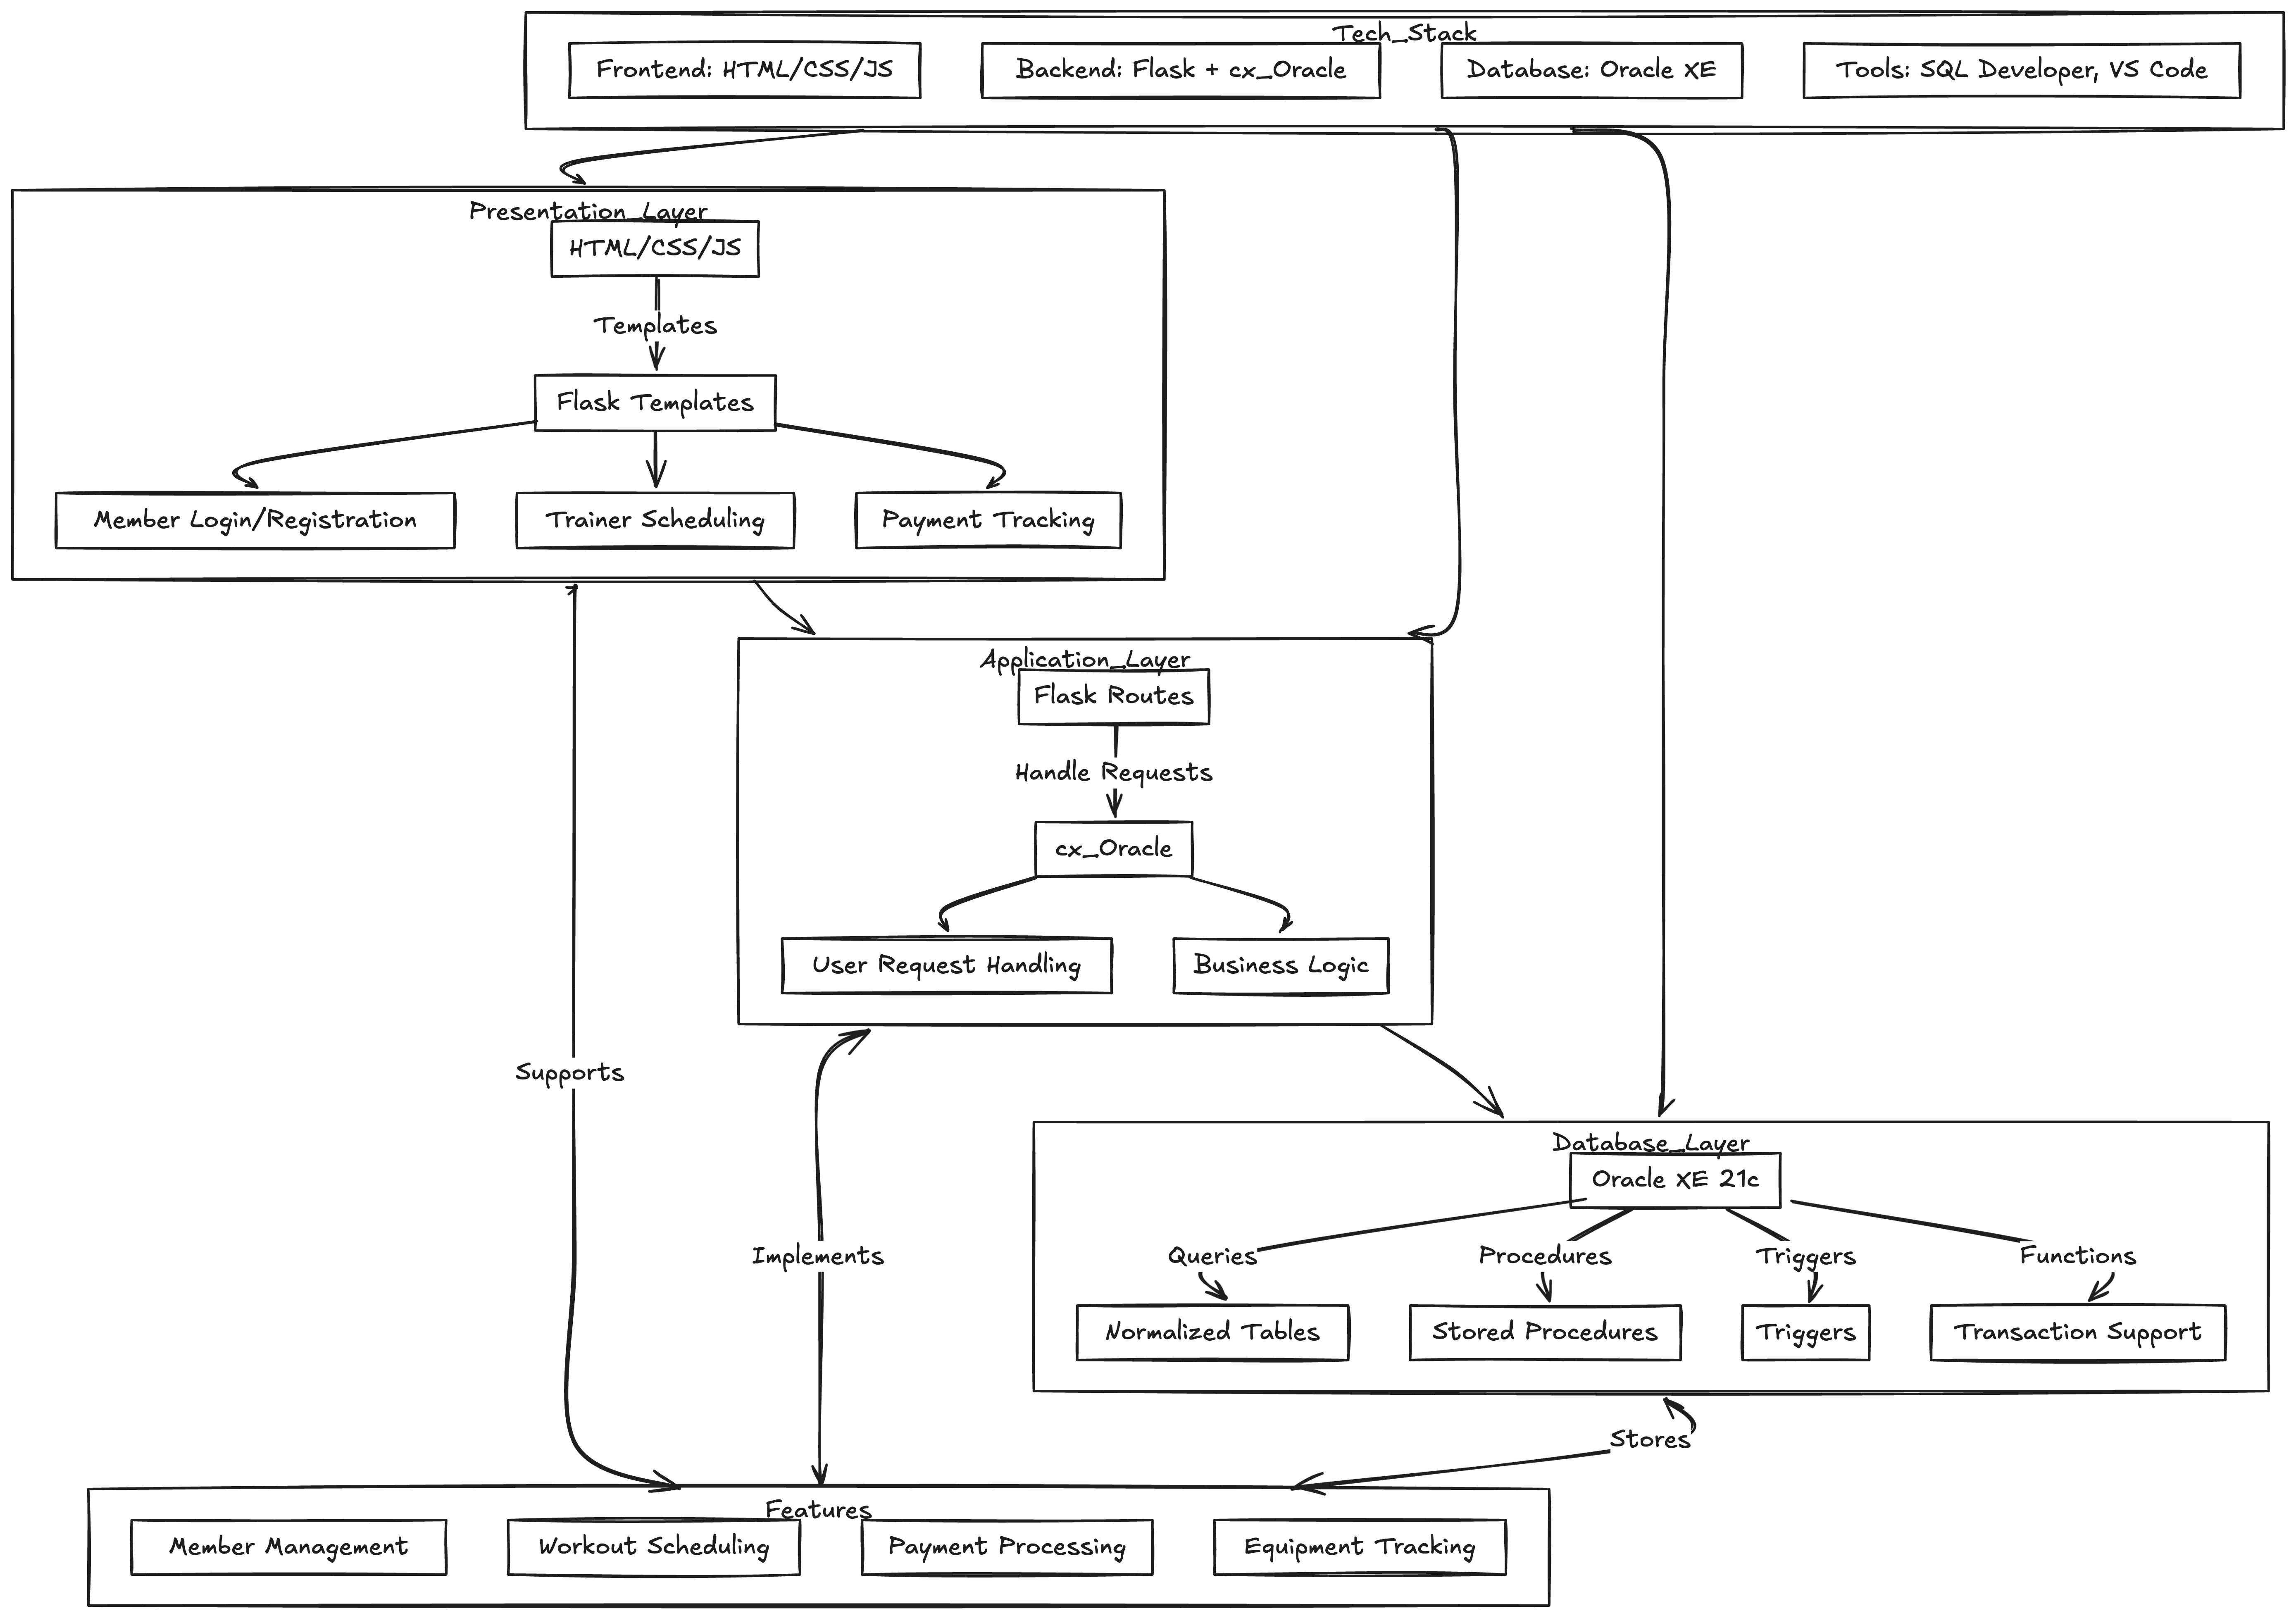 Tech_Stack
Frontend: HTML/CSS/JS
Backend: Flask + cx_Oracle
Database: Oracle XE
Tools: SQL Developer, VS Code
Presentation_Layer
HTML/CSS/JS
Templates
Flask Templates
Member Login/Registration
Trainer Scheduling
Payment Tracking
Application_Layer
Flask Routes
Handle Requests
cx_Oracle
User Request Handling
Business Logic
Supports
Implements
Database_Layer
Oracle XE 21c
Queries
Procedures
Triggers
Functions
Normalized Tables
Stored Procedures
Triggers
Transaction Support
Stores
Features
Member Management
Workout Scheduling
Payment Processing
Equipment Tracking